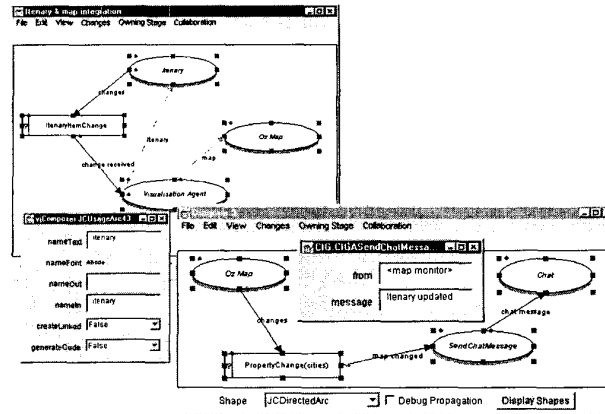 Itenary & map integration
File Edit View Changes Owning Stage Collaboration
itenary
changes
?
ItenaryItemChange
Itenary
Oz Map
map
change received
Visualisation Agent
nameText itenary
nameFont
nameOut
nameIn itenary
createLinked False
generateCode False
File Edit View Changes Owning Stage Collaboration
CIG.CIGASendChatMessa...
from <map monitor>
message Itenary updated
Oz Map
Chat
changes
chat message
?
PropertyChange(cities)
map changed
SendChatMessage
Shape JCDirectedArc Debug Propagation Display Shapes